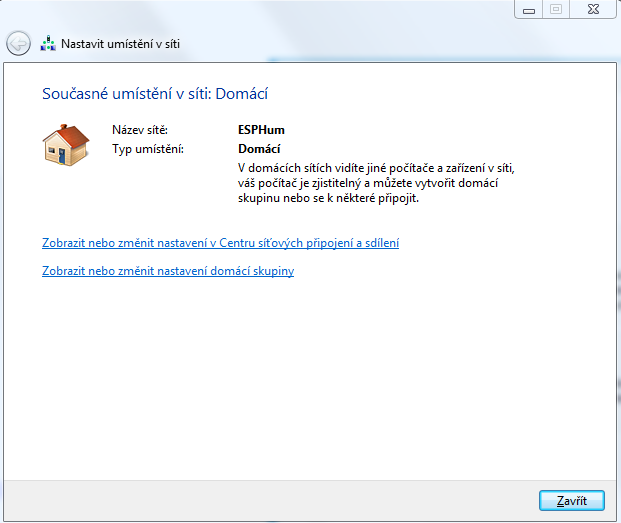 Nastavit umístění v síti
Současné umístění v síti: Domácí
Název sítě: ESPHum
Typ umístění: Domácí
V domácích sítích vidíte jiné počítače a zařízení v síti,
váš počítač je zjistitelný a můžete vytvořit domácí
skupinu nebo se k některé připojit.
Zobrazit nebo změnit nastavení v Centru síťových připojení a sdílení
Zobrazit nebo změnit nastavení domácí skupiny
Zavřít